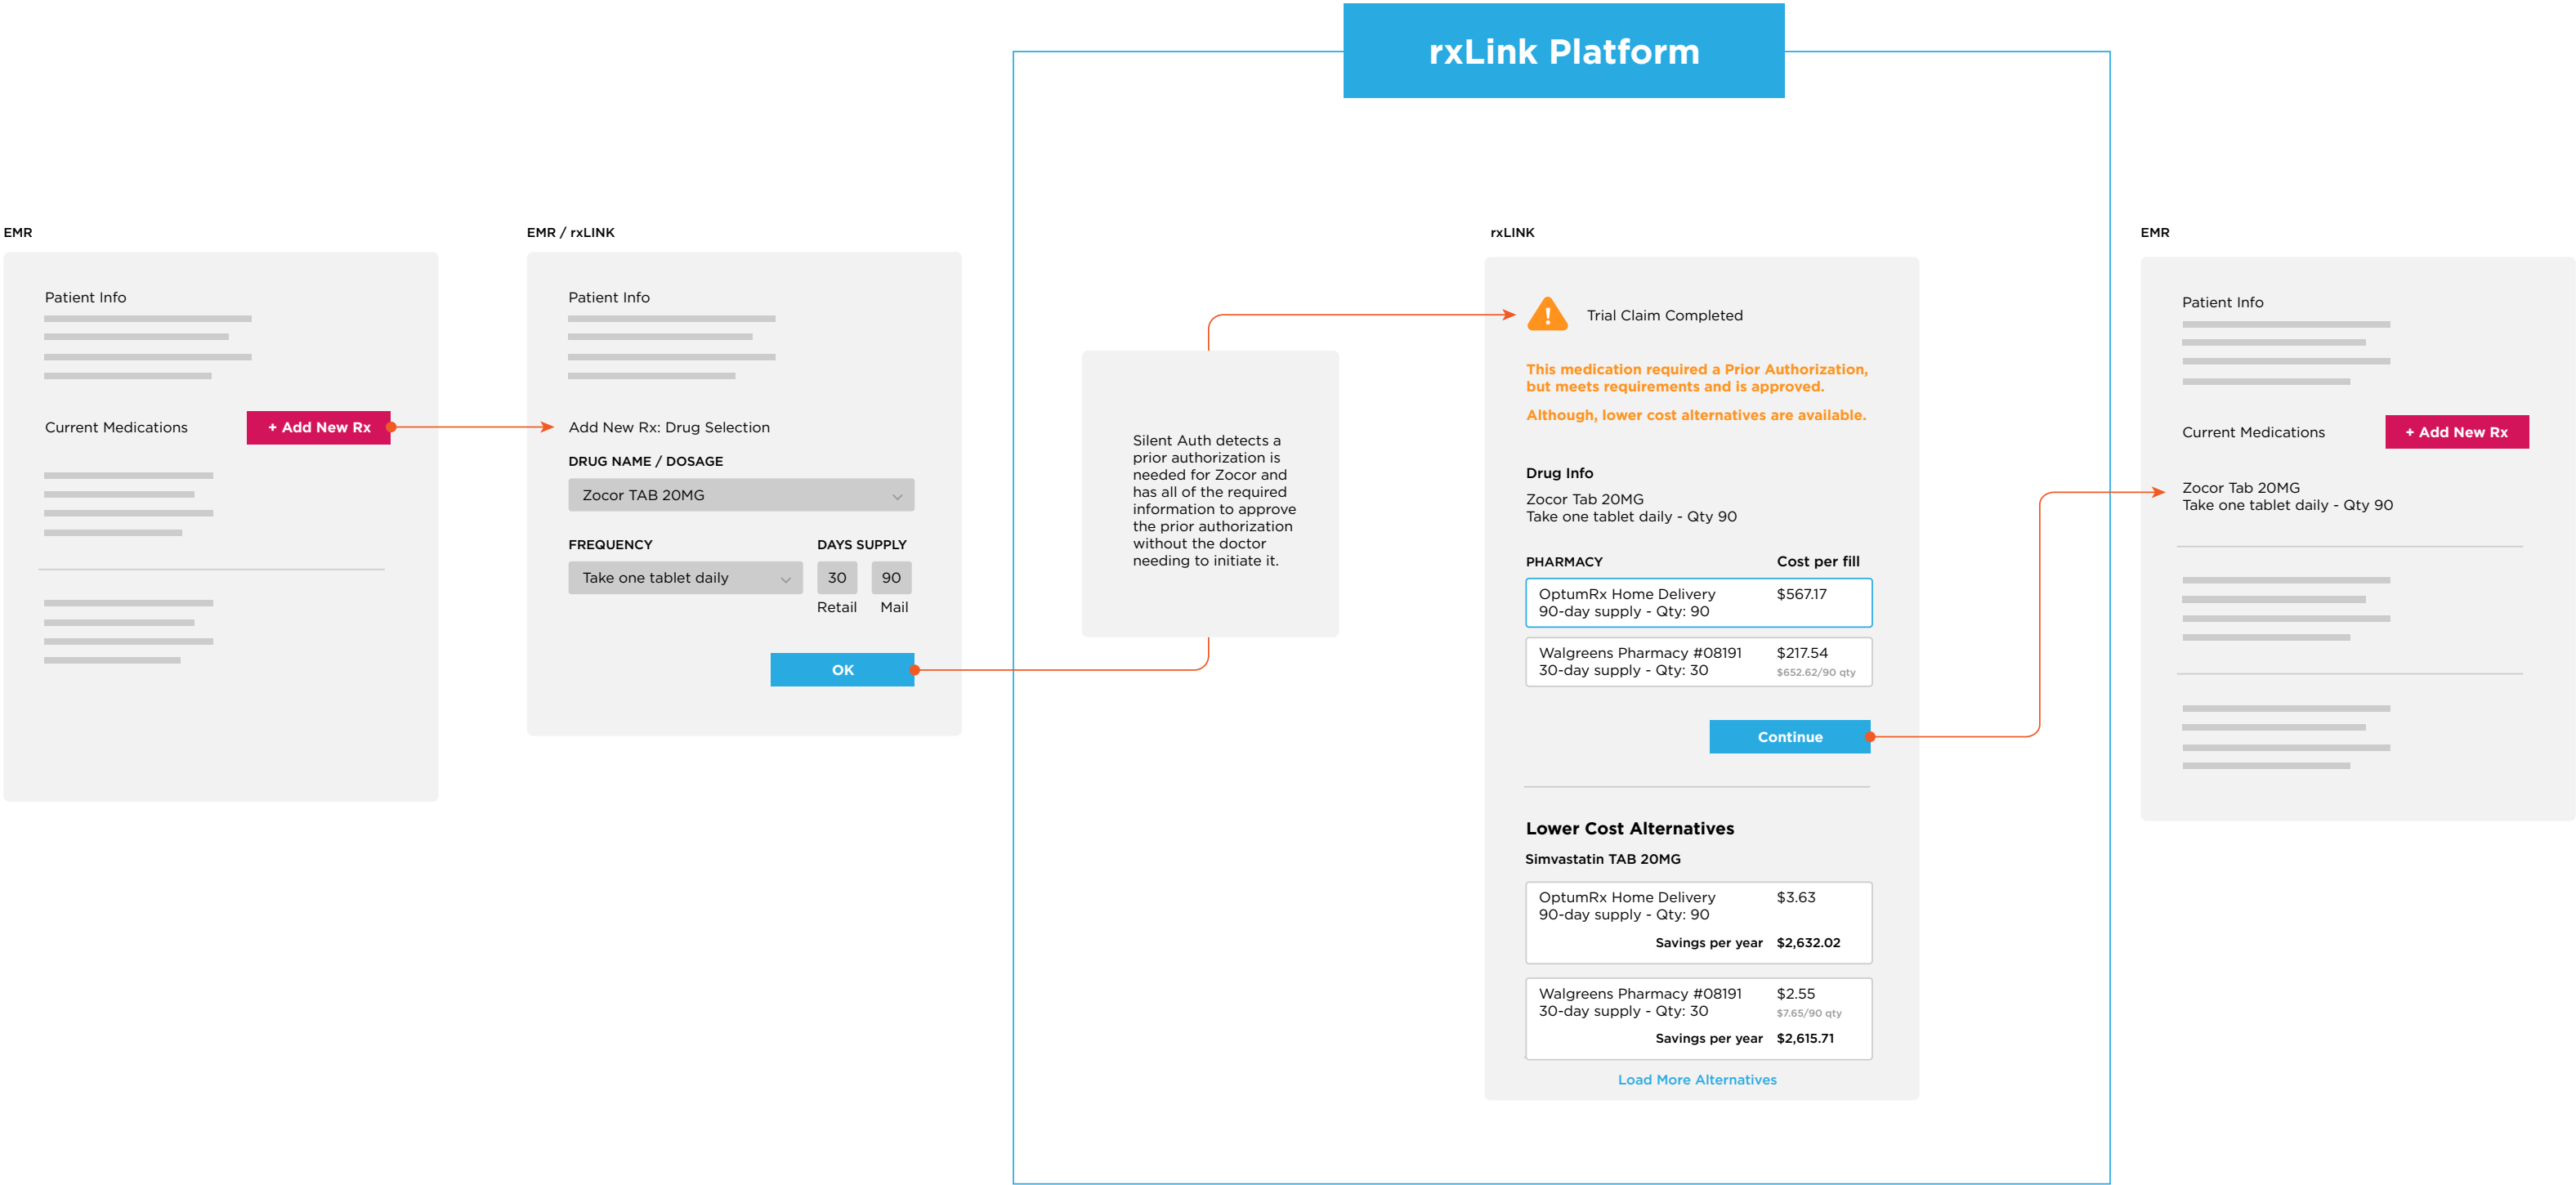 rxLink Platform
EMR
Patient Info
Current Medications
+ Add New Rx
EMR / rxLINK
Patient Info
Add New Rx: Drug Selection
DRUG NAME / DOSAGE
Zocor TAB 20MG
FREQUENCY
DAYS SUPPLY
Take one tablet daily
30
90
Retail
Mail
OK
Silent Auth detects a
prior authorization is
needed for Zocor and
has all of the required
information to approve
the prior authorization
without the doctor
needing to initiate it.
rxLINK
Trial Claim Completed
This medication required a Prior Authorization,
but meets requirements and is approved.
Although, lower cost alternatives are available.
Drug Info
Zocor Tab 20MG
Take one tablet daily - Qty 90
PHARMACY
Cost per fill
OptumRx Home Delivery
$567.17
90-day supply - Qty: 90
Walgreens Pharmacy #08191
$217.54
30-day supply - Qty: 30
$652.62/90 qty
Continue
Lower Cost Alternatives
Simvastatin TAB 20MG
OptumRx Home Delivery
$3.63
90-day supply - Qty: 90
Savings per year
$2,632.02
Walgreens Pharmacy #08191
$2.55
30-day supply - Qty: 30
$7.65/90 qty
Savings per year
$2,615.71
Load More Alternatives
EMR
Patient Info
Current Medications
+ Add New Rx
Zocor Tab 20MG
Take one tablet daily - Qty 90